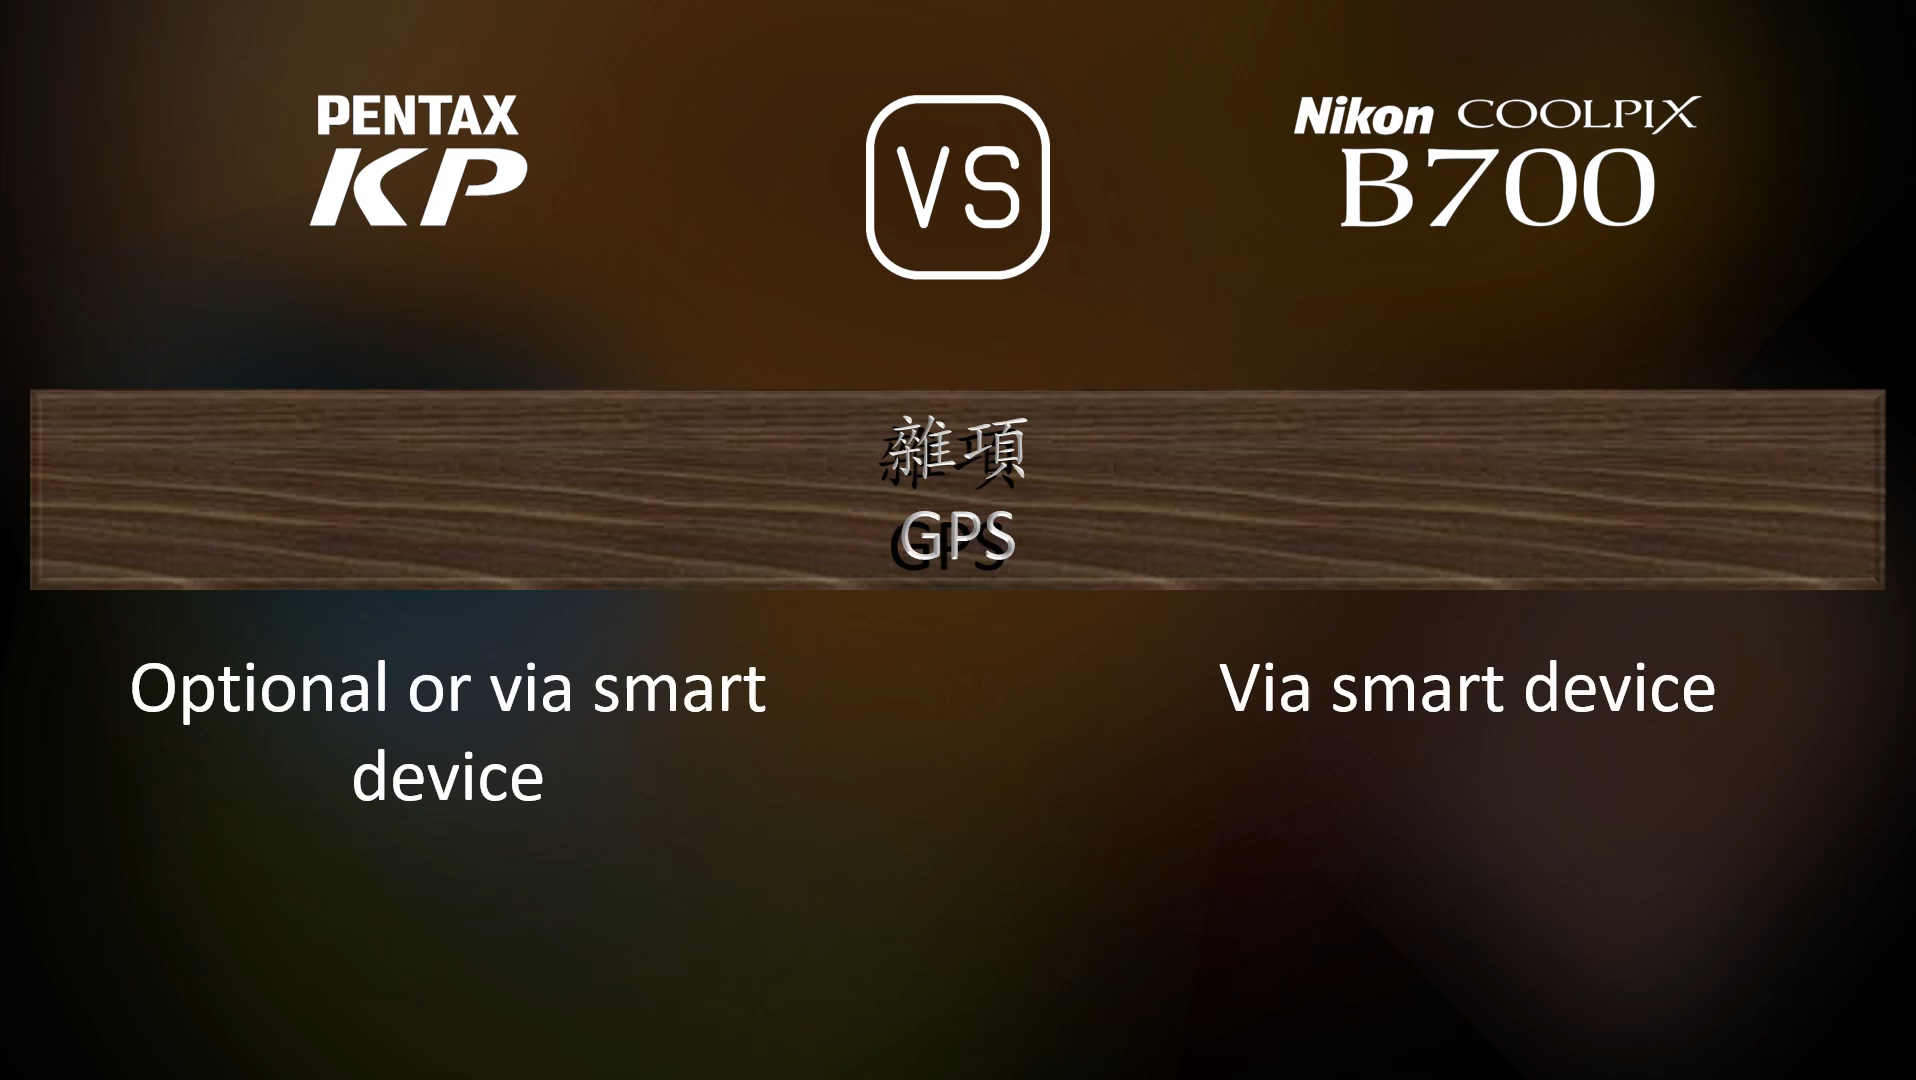 PENTAX
KP
VS
Nikon COOLPIX
B700
雜項
GPS
Optional or via smart
device
Via smart device